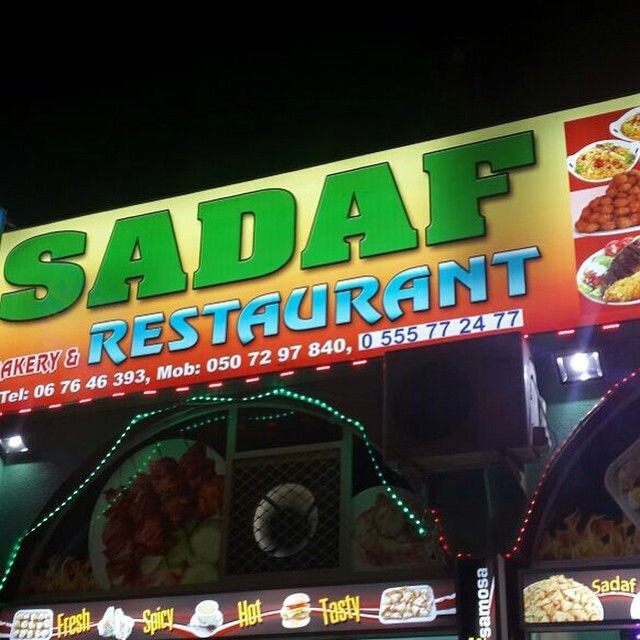 SADAF
AKERY & RESTAURANT
Tel: 06 76 46 393, Mob: 050 72 97 840, 0 555 77 24 77
Fresh Spicy Hot Tasty
Sadaf
Samosa